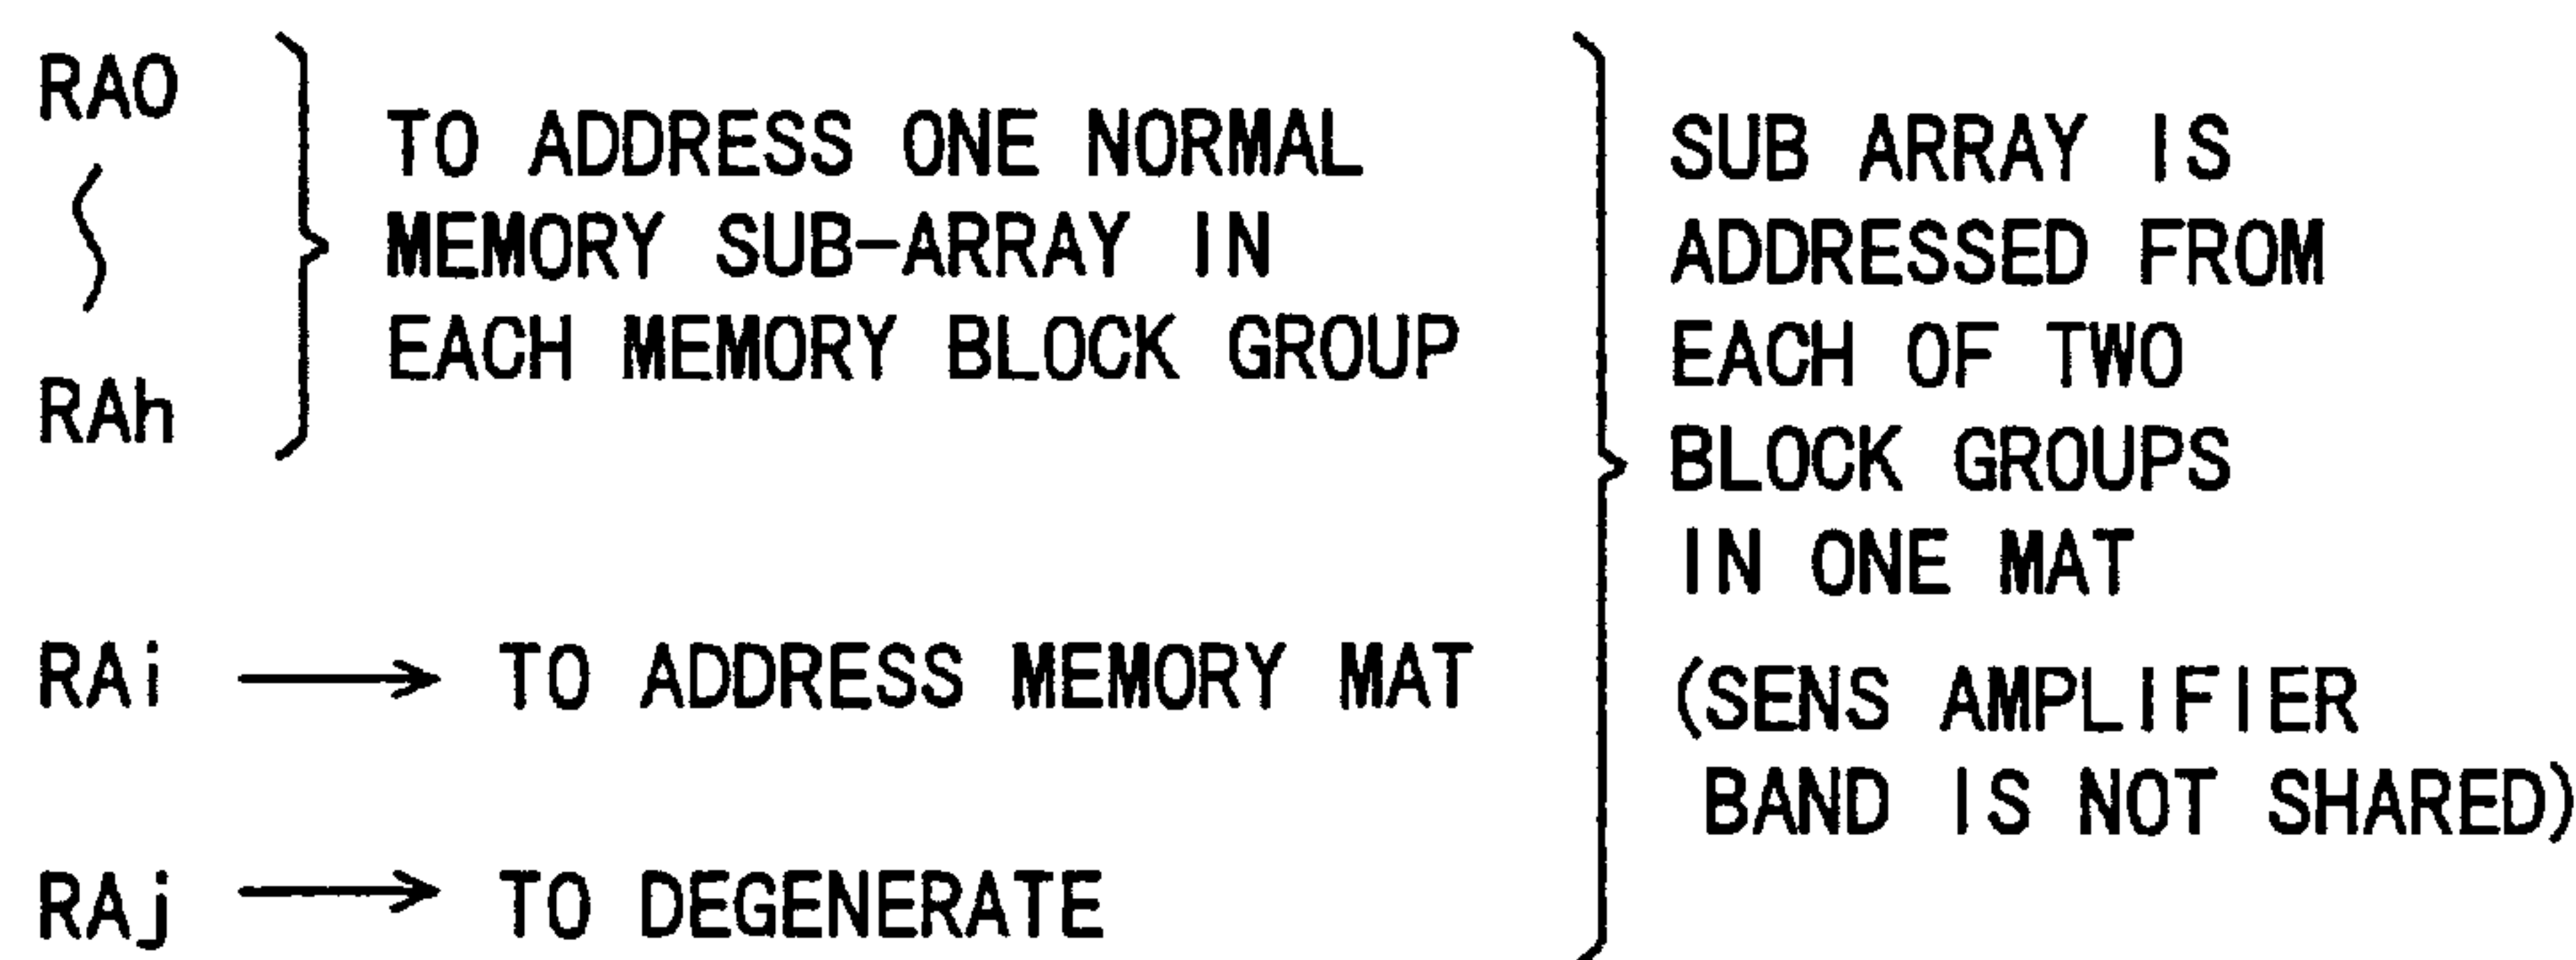 RA0
RAh
TO ADDRESS ONE NORMAL
MEMORY SUB-ARRAY IN
EACH MEMORY BLOCK GROUP
RAi → TO ADDRESS MEMORY MAT
RAj → TO DEGENERATE
SUB ARRAY IS
ADDRESSED FROM
EACH OF TWO
BLOCK GROUPS
IN ONE MAT
(SENS AMPLIFIER
BAND IS NOT SHARED)